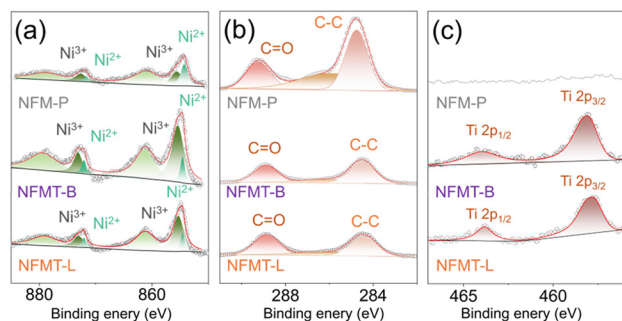 (a)
Ni3+
Ni2+
Ni3+
Ni2+
NFM-P
Ni3+
Ni2+
Ni3+
Ni2+
NFMT-B
Ni3+
Ni2+
Ni3+
Ni2+
NFMT-L
880
860
Binding enery (eV)
(b)
C=O
C-C
NFM-P
C=O
C-C
NFMT-B
C=O
C-C
NFMT-L
288
284
Binding enery (eV)
(c)
NFM-P
Ti 2p1/2
Ti 2p3/2
NFMT-B
Ti 2p1/2
Ti 2p3/2
NFMT-L
465
460
Binding enery (eV)